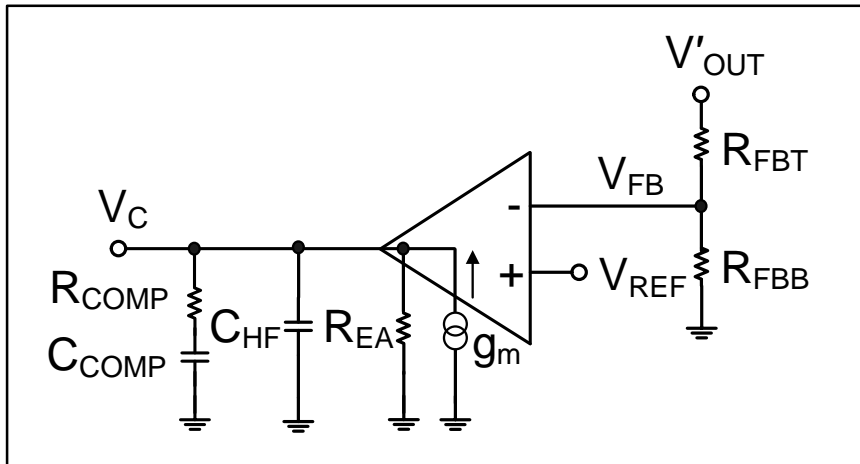 V'OUT
RFBT
VFB
-
VC
+
VREF
RFBB
RCOMP
CHF
REA
gm
CCOMP